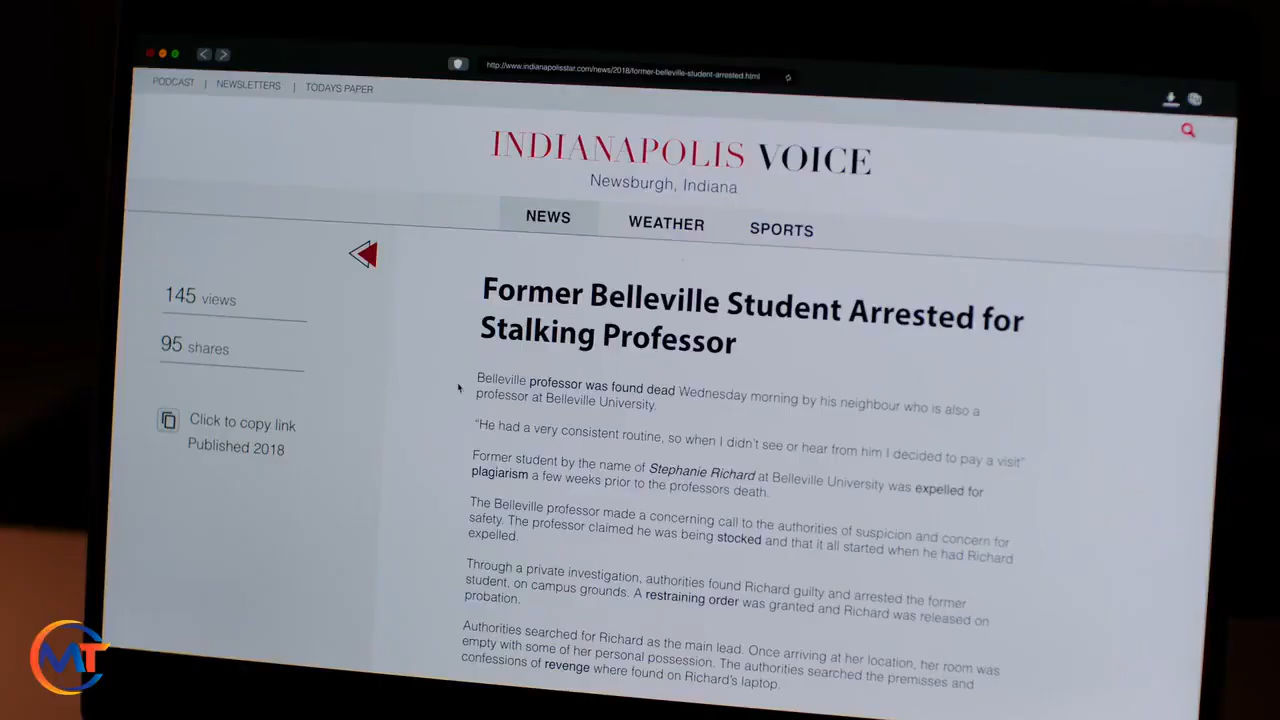 http://www.indianapolisstar.com/news/2018/former-belleville-student-arrested.html
PODCAST | NEWSLETTERS | TODAYS PAPER
INDIANAPOLIS VOICE
Newsburgh, Indiana
NEWS WEATHER SPORTS
145 views
95 shares
Click to copy link
Published 2018
Former Belleville Student Arrested for
Stalking Professor
Belleville professor was found dead Wednesday morning by his neighbour who is also a
professor at Belleville University.
"He had a very consistent routine, so when I didn't see or hear from him I decided to pay a visit"
Former student by the name of Stephanie Richard at Belleville University was expelled for
plagiarism a few weeks prior to the professors death.
The Belleville professor made a concerning call to the authorities of suspicion and concern for
safety. The professor claimed he was being stocked and that it all started when he had Richard
expelled.
Through a private investigation, authorities found Richard guilty and arrested the former
student, on campus grounds. A restraining order was granted and Richard was released on
probation.
Authorities searched for Richard as the main lead. Once arriving at her location, her room was
empty with some of her personal possession. The authorities searched the premisses and
confessions of revenge where found on Richard's laptop.
MT